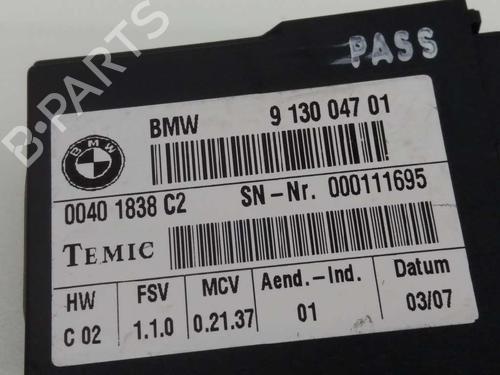 PASS
BMW 9 130 047 01
BMW
0040 1838 C2 SN-Nr. 000111695
TEMIC
HW FSV MCV Aend.-Ind. Datum
C 02 1.1.0 0.21.37 01 03/07
B-PARTS